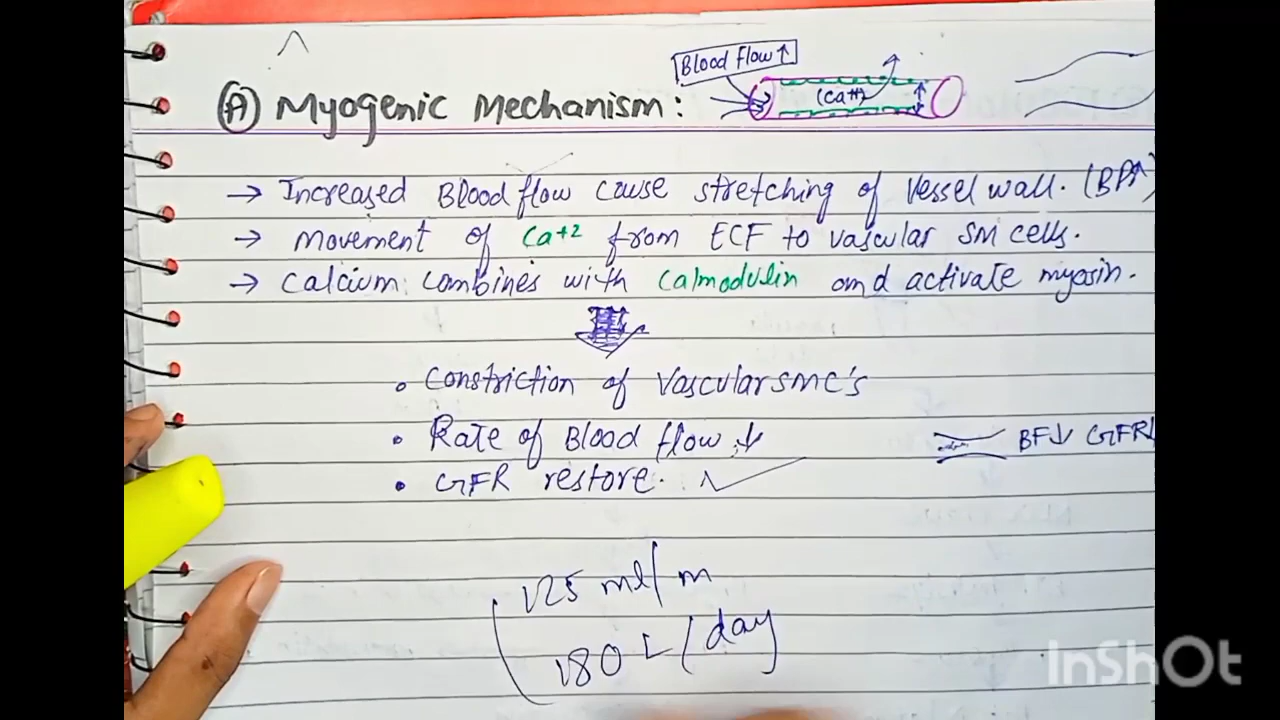 Blood flow ↑
(A) Myogenic Mechanism:
(Ca++)
→ Increased Blood flow cause stretching of vessel wall. (BP↑)
→ Movement of Ca+2 from ECF to vascular SM cells.
→ Calcium combines with Calmodulin and activate myosin.
• Constriction of vascular SMC's
• Rate of Blood flow ↓
BF↓ GFR↓
• GFR restore.
125 ml/m
180 L/day
InShOt